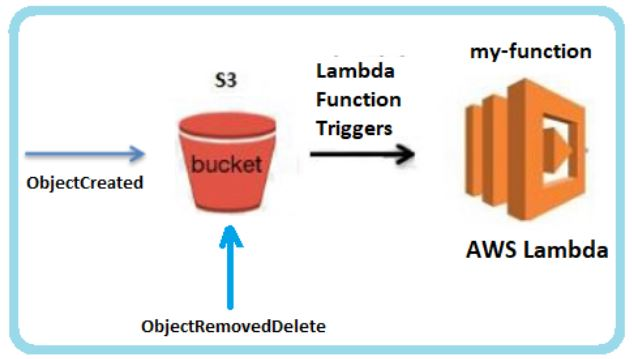 my-function
S3
Lambda
Function
Triggers
bucket
ObjectCreated
AWS Lambda
ObjectRemovedDelete